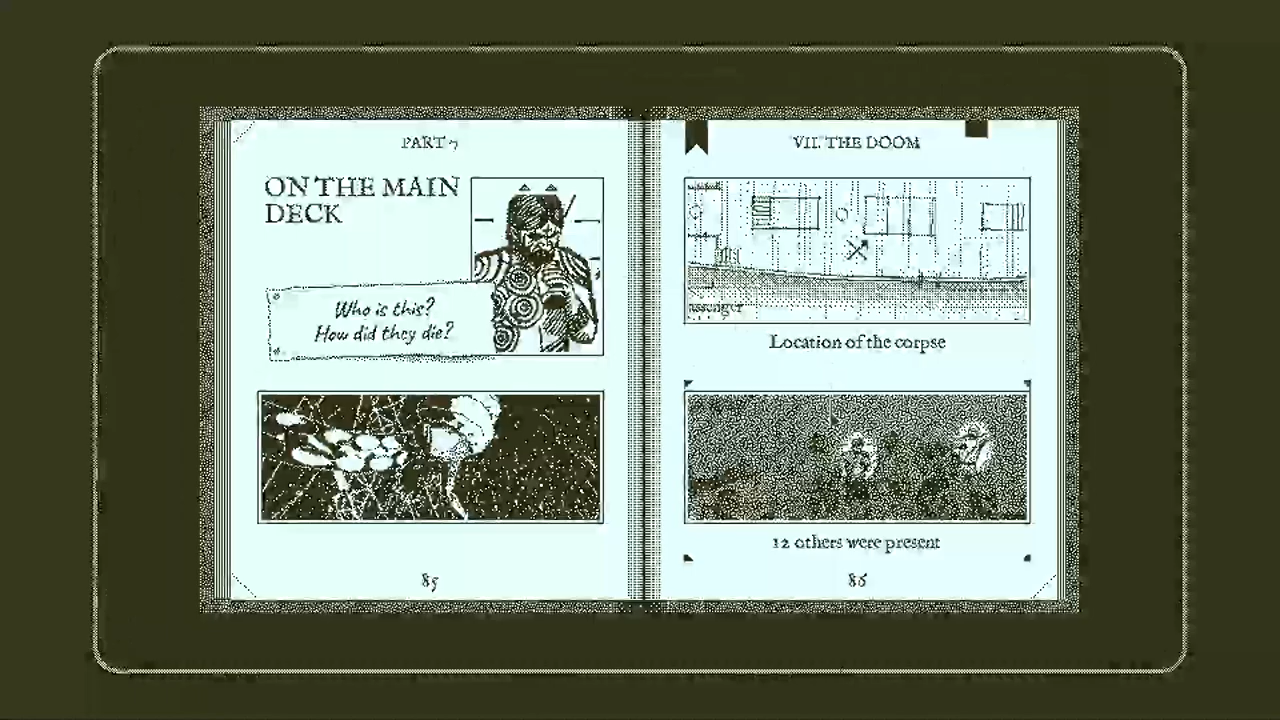 PART 7
ON THE MAIN
DECK
Who is this?
How did they die?
85
VII. THE DOOM
Location of the corpse
12 others were present
86